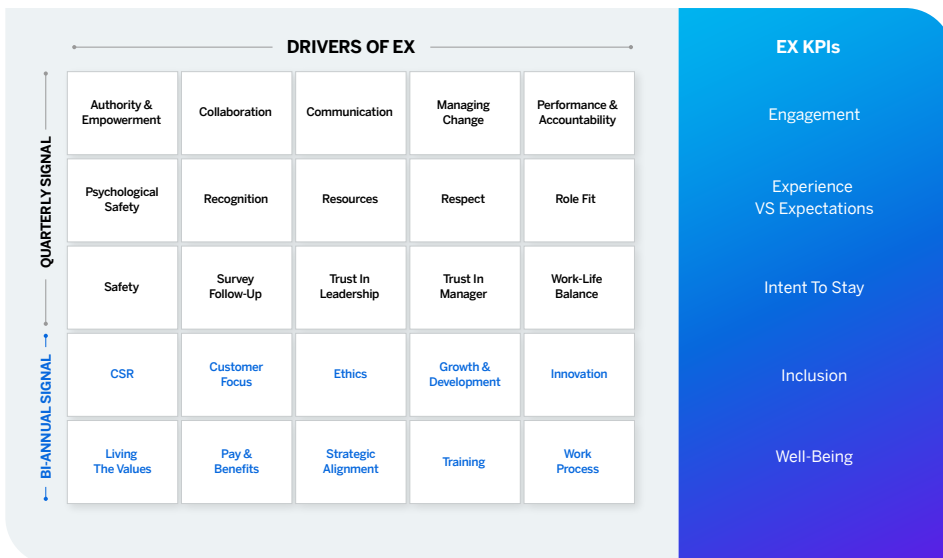 DRIVERS OF EX
EX KPIs
QUARTERLY SIGNAL
Authority &
Empowerment
Collaboration
Communication
Managing
Change
Performance &
Accountability
Engagement
Psychological
Safety
Recognition
Resources
Respect
Role Fit
Experience
VS Expectations
Safety
Survey
Follow-Up
Trust In
Leadership
Trust In
Manager
Work-Life
Balance
Intent To Stay
BI-ANNUAL SIGNAL
CSR
Customer
Focus
Ethics
Growth &
Development
Innovation
Inclusion
Living
The Values
Pay &
Benefits
Strategic
Alignment
Training
Work
Process
Well-Being